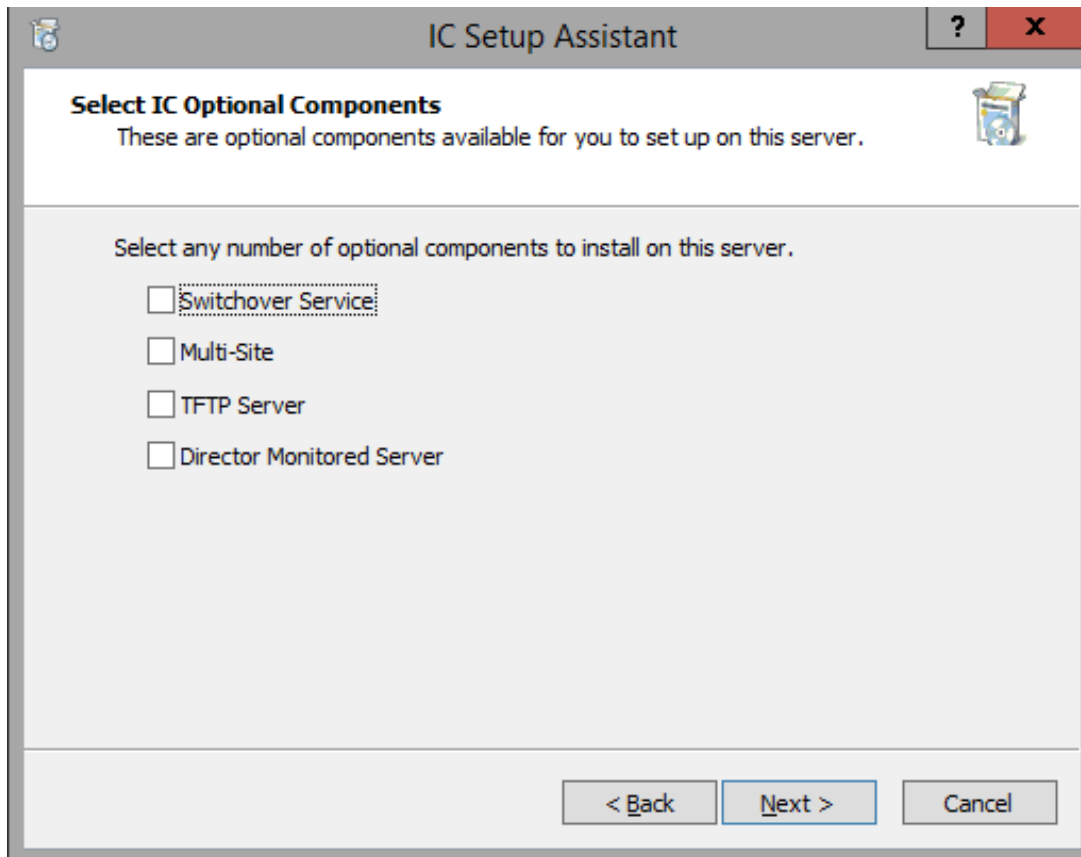 IC Setup Assistant
? X
Select IC Optional Components
These are optional components available for you to set up on this server.
Select any number of optional components to install on this server.
Switchover Service
Multi-Site
TFTP Server
Director Monitored Server
< Back Next > Cancel